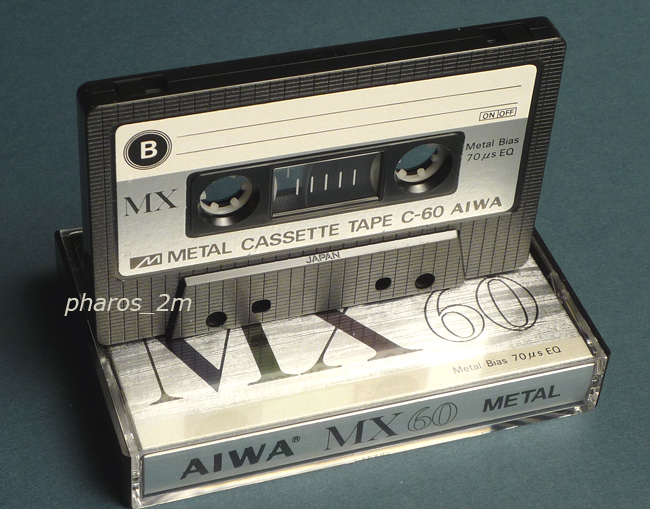 B
ON OFF
Metal Bias
70μs EQ
MX
METAL CASSETTE TAPE C-60 AIWA
JAPAN
pharos_2m
MX 60
Metal Bias 70μs EQ
AIWA® MX 60 METAL